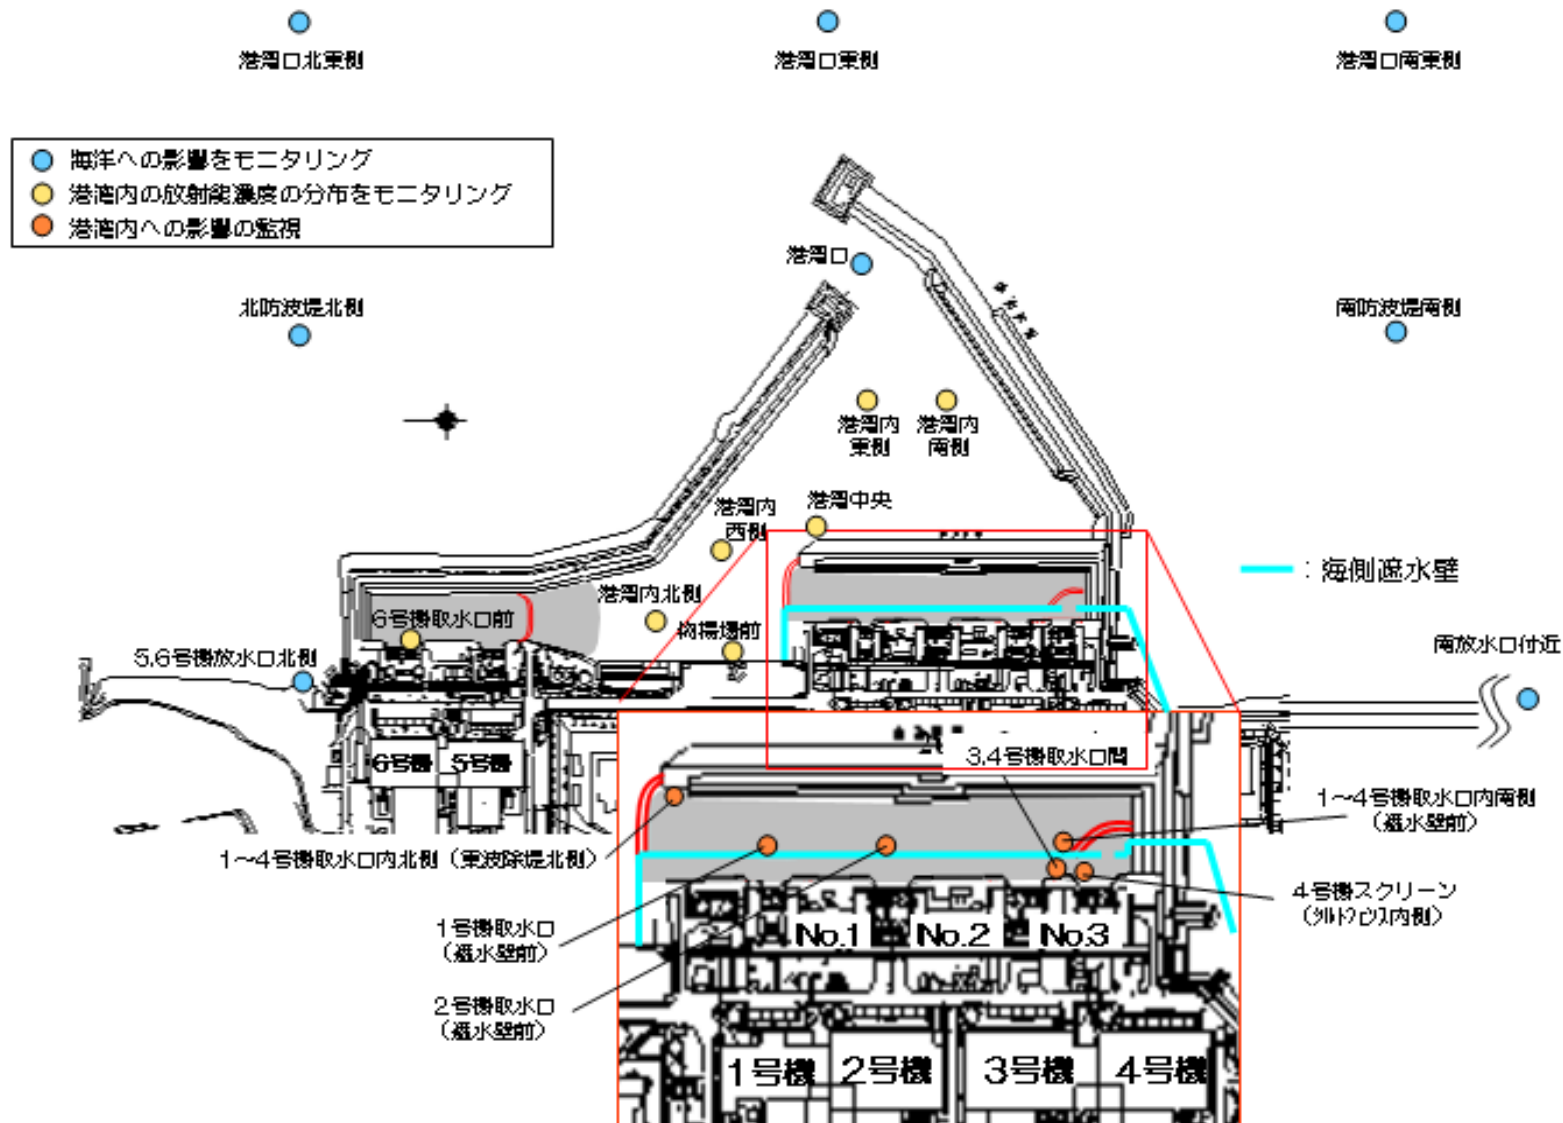 港湾口北東側
港湾口東側
港湾口南東側
海洋への影響をモニタリング
港湾内の放射能濃度の分布をモニタリング
港湾内への影響の監視
港湾口
北防波堤北側
南防波堤南側
港湾内
東側
港湾内
南側
港湾内
西側
港湾中央
：海側遮水壁
港湾内北側
6号機取水口前
物揚場前
5,6号機放水口北側
南放水口付近
6号機
5号機
3,4号機取水口間
1～4号機取水口内南側
（遮水壁前）
1～4号機取水口内北側（東波除堤北側）
4号機スクリーン
（シルトフェンス内側）
1号機取水口
（遮水壁前）
No.1
No.2
No.3
2号機取水口
（遮水壁前）
1号機
2号機
3号機
4号機